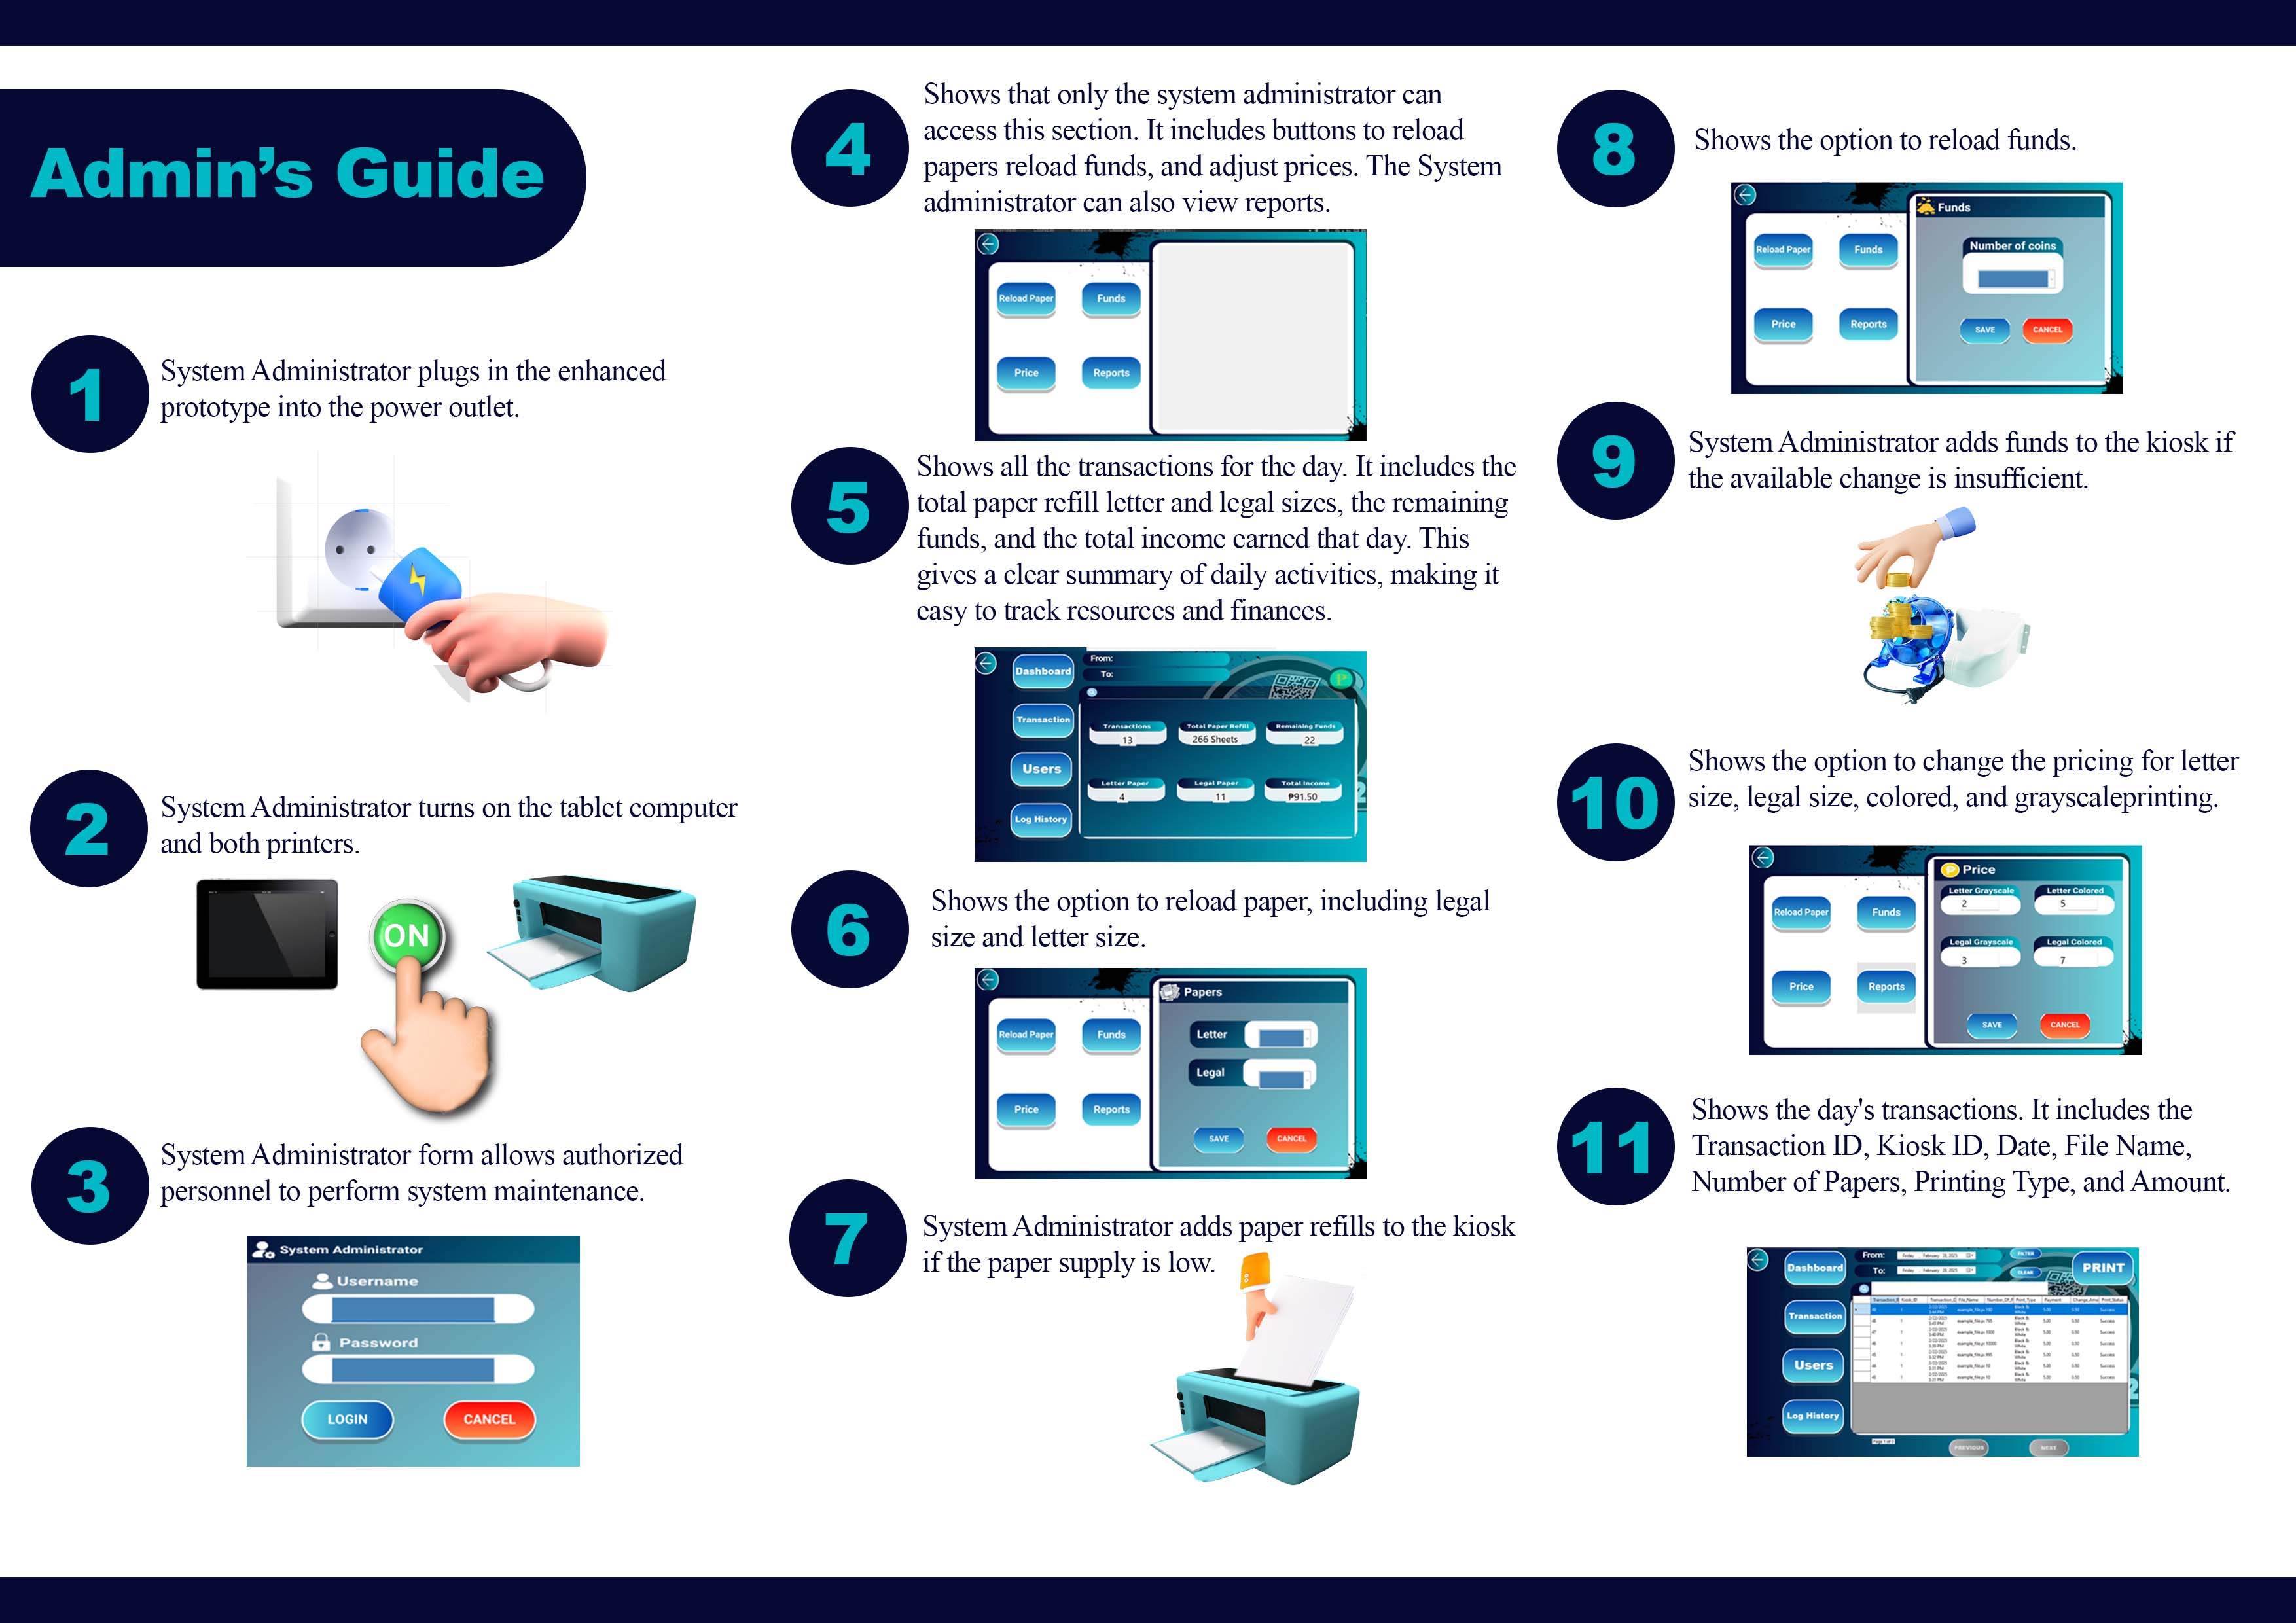 Admin's Guide
1
System Administrator plugs in the enhanced
prototype into the power outlet.
2
System Administrator turns on the tablet computer
and both printers.
ON
3
System Administrator form allows authorized
personnel to perform system maintenance.
System Administrator
Username
Password
LOGIN
CANCEL
4
Shows that only the system administrator can
access this section. It includes buttons to reload
papers reload funds, and adjust prices. The System
administrator can also view reports.
Reload Paper
Funds
Price
Reports
5
Shows all the transactions for the day. It includes the
total paper refill letter and legal sizes, the remaining
funds, and the total income earned that day. This
gives a clear summary of daily activities, making it
easy to track resources and finances.
Dashboard
Transaction
Users
Log History
From:
To:
P
Transactions
13
Total Paper Refill
266 Sheets
Remaining Funds
22
Letter Paper
4
Legal Paper
11
Total Income
₱91.50
6
Shows the option to reload paper, including legal
size and letter size.
Reload Paper
Funds
Price
Reports
Papers
Letter
Legal
SAVE
CANCEL
7
System Administrator adds paper refills to the kiosk
if the paper supply is low.
8
Shows the option to reload funds.
Reload Paper
Funds
Price
Reports
Funds
Number of coins
SAVE
CANCEL
9
System Administrator adds funds to the kiosk if
the available change is insufficient.
10
Shows the option to change the pricing for letter
size, legal size, colored, and grayscaleprinting.
Reload Paper
Funds
Price
Reports
P Price
Letter Grayscale
2
Letter Colored
5
Legal Grayscale
3
Legal Colored
7
SAVE
CANCEL
11
Shows the day's transactions. It includes the
Transaction ID, Kiosk ID, Date, File Name,
Number of Papers, Printing Type, and Amount.
Dashboard
Transaction
Users
Log History
From: Friday , February 28, 2025
To: Friday , February 28, 2025
FILTER
CLEAR
PRINT
PREVIOUS
NEXT